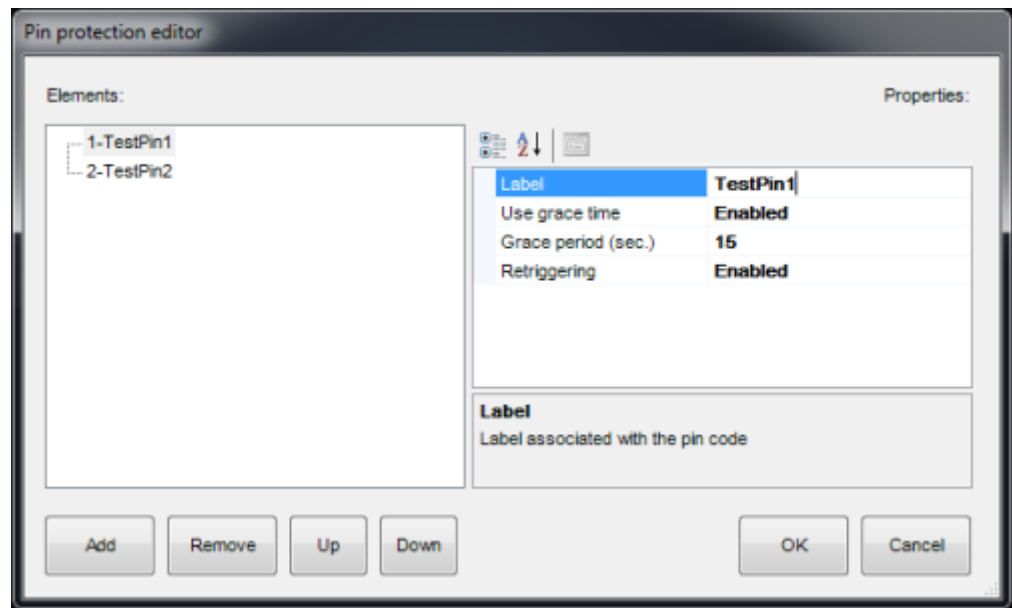 Pin protection editor
Elements:
Properties:
1-TestPin1
2-TestPin2
Label TestPin1
Use grace time Enabled
Grace period (sec.) 15
Retriggering Enabled
Label
Label associated with the pin code
Add Remove Up Down OK Cancel